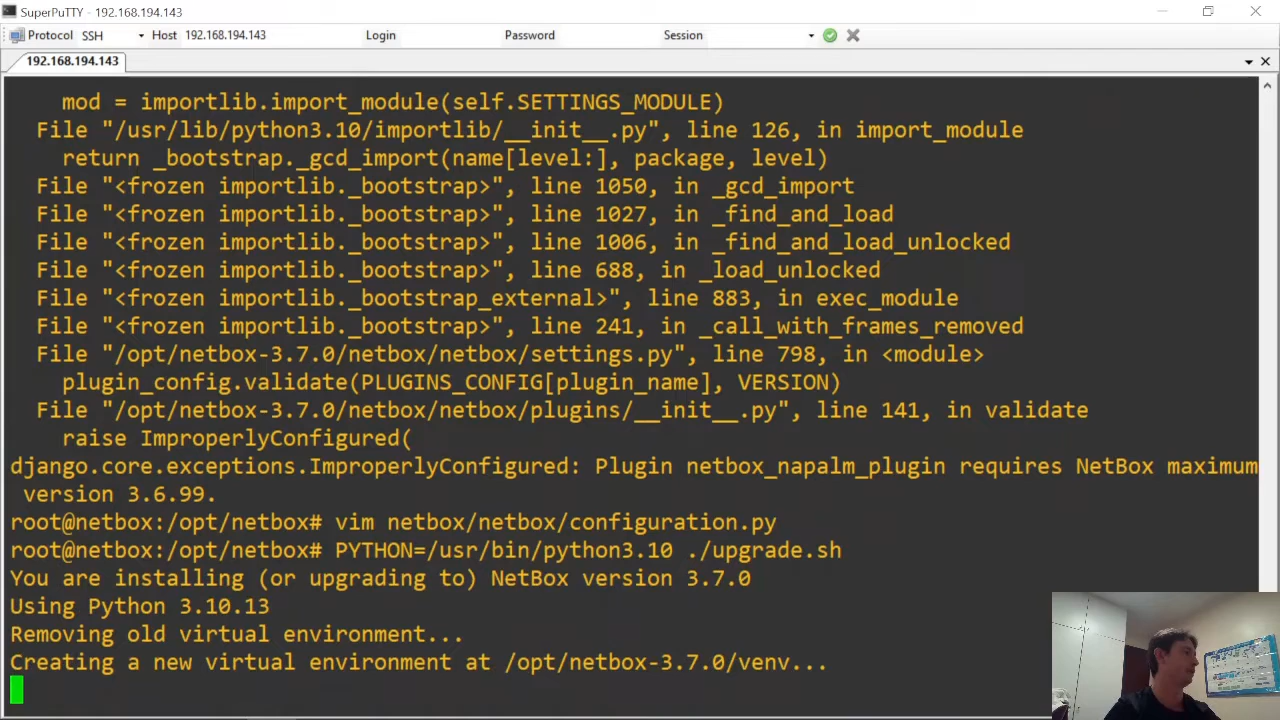 SuperPuTTY - 192.168.194.143
Protocol SSH Host 192.168.194.143 Login Password Session
192.168.194.143
mod = importlib.import_module(self.SETTINGS_MODULE)
File "/usr/lib/python3.10/importlib/__init__.py", line 126, in import_module
return _bootstrap._gcd_import(name[level:], package, level)
File "<frozen importlib._bootstrap>", line 1050, in _gcd_import
File "<frozen importlib._bootstrap>", line 1027, in _find_and_load
File "<frozen importlib._bootstrap>", line 1006, in _find_and_load_unlocked
File "<frozen importlib._bootstrap>", line 688, in _load_unlocked
File "<frozen importlib._bootstrap_external>", line 883, in exec_module
File "<frozen importlib._bootstrap>", line 241, in _call_with_frames_removed
File "/opt/netbox-3.7.0/netbox/netbox/settings.py", line 798, in <module>
plugin_config.validate(PLUGINS_CONFIG[plugin_name], VERSION)
File "/opt/netbox-3.7.0/netbox/netbox/plugins/__init__.py", line 141, in validate
raise ImproperlyConfigured(
django.core.exceptions.ImproperlyConfigured: Plugin netbox_napalm_plugin requires NetBox maximum
version 3.6.99.
root@netbox:/opt/netbox# vim netbox/netbox/configuration.py
root@netbox:/opt/netbox# PYTHON=/usr/bin/python3.10 ./upgrade.sh
You are installing (or upgrading to) NetBox version 3.7.0
Using Python 3.10.13
Removing old virtual environment...
Creating a new virtual environment at /opt/netbox-3.7.0/venv...